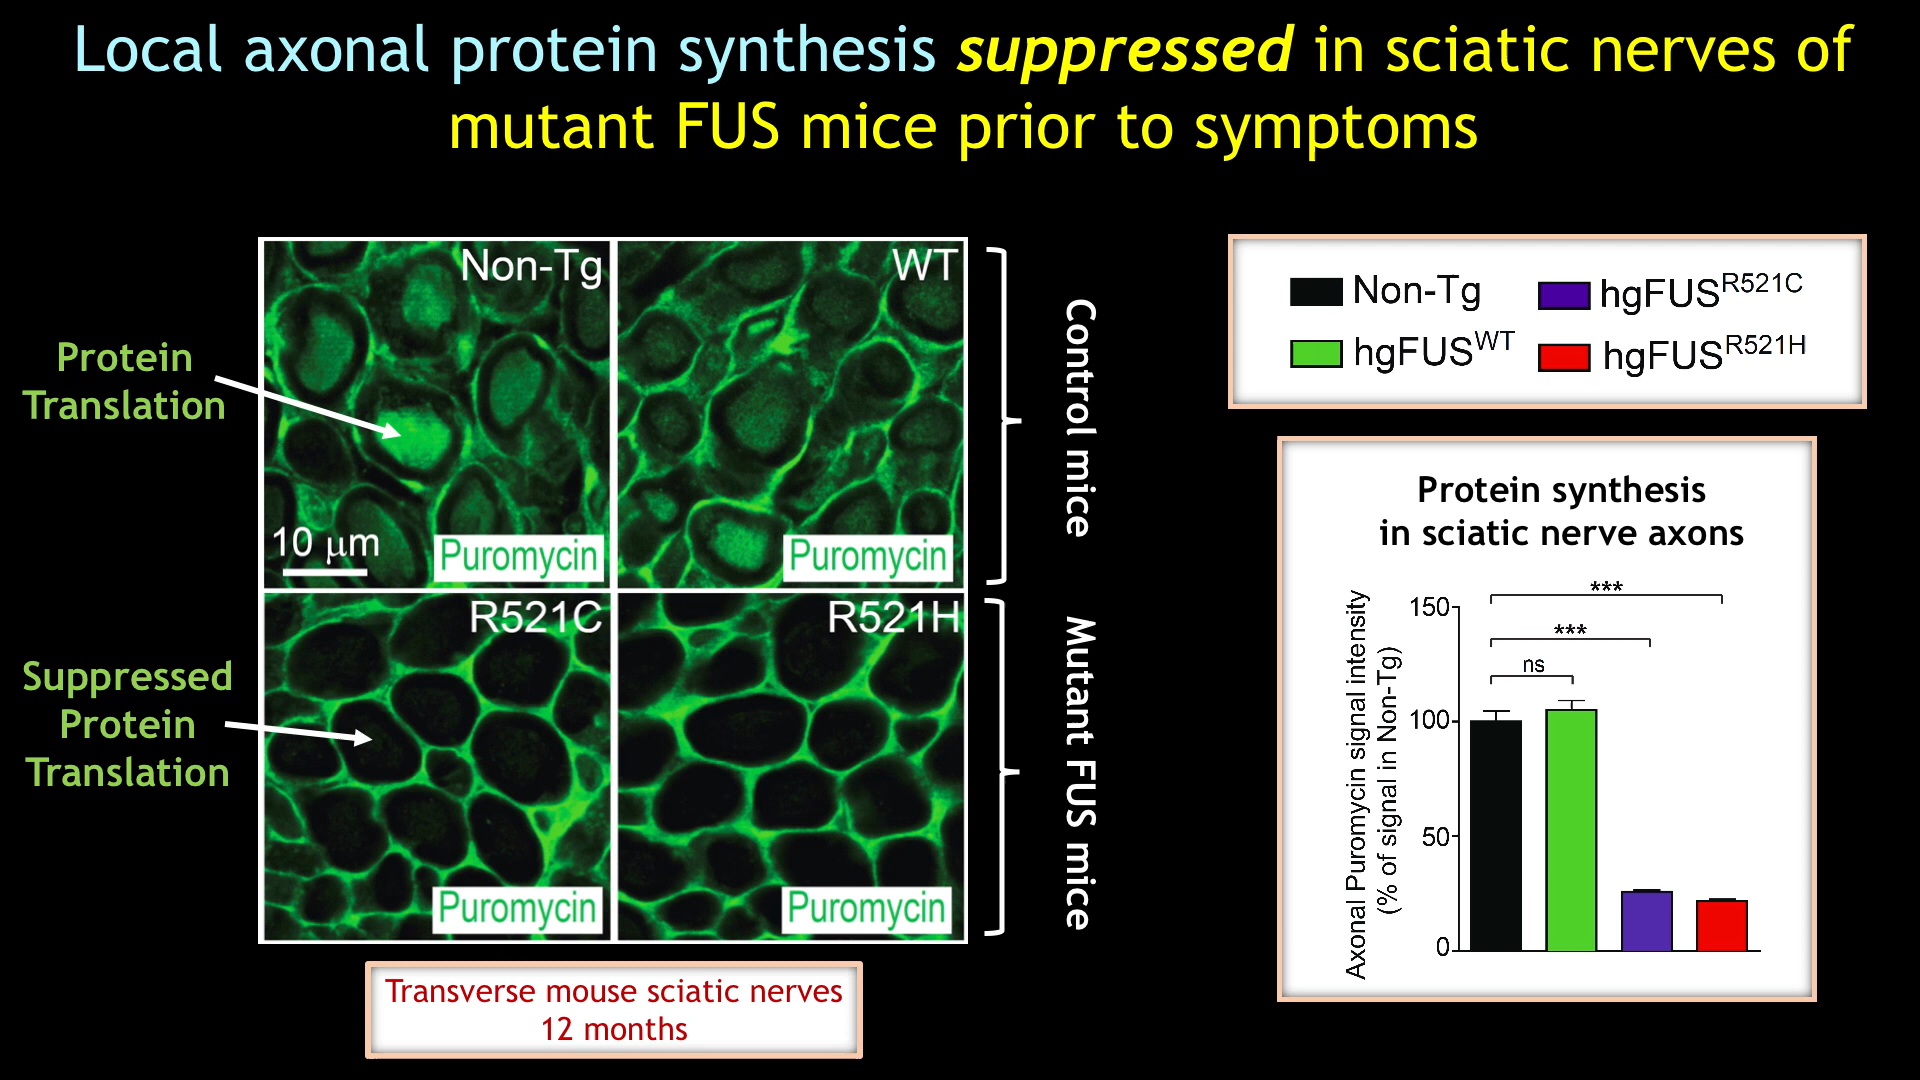 Local axonal protein synthesis suppressed in sciatic nerves of
mutant FUS mice prior to symptoms
Protein
Translation
Suppressed
Protein
Translation
Non-Tg
10 μm
Puromycin
WT
Puromycin
R521C
Puromycin
R521H
Puromycin
Control mice
Mutant FUS mice
Transverse mouse sciatic nerves
12 months
Non-Tg
hgFUSR521C
hgFUSWT
hgFUSR521H
Protein synthesis
in sciatic nerve axons
Axonal Puromycin signal intensity
(% of signal in Non-Tg)
150
100
50
0
***
***
ns